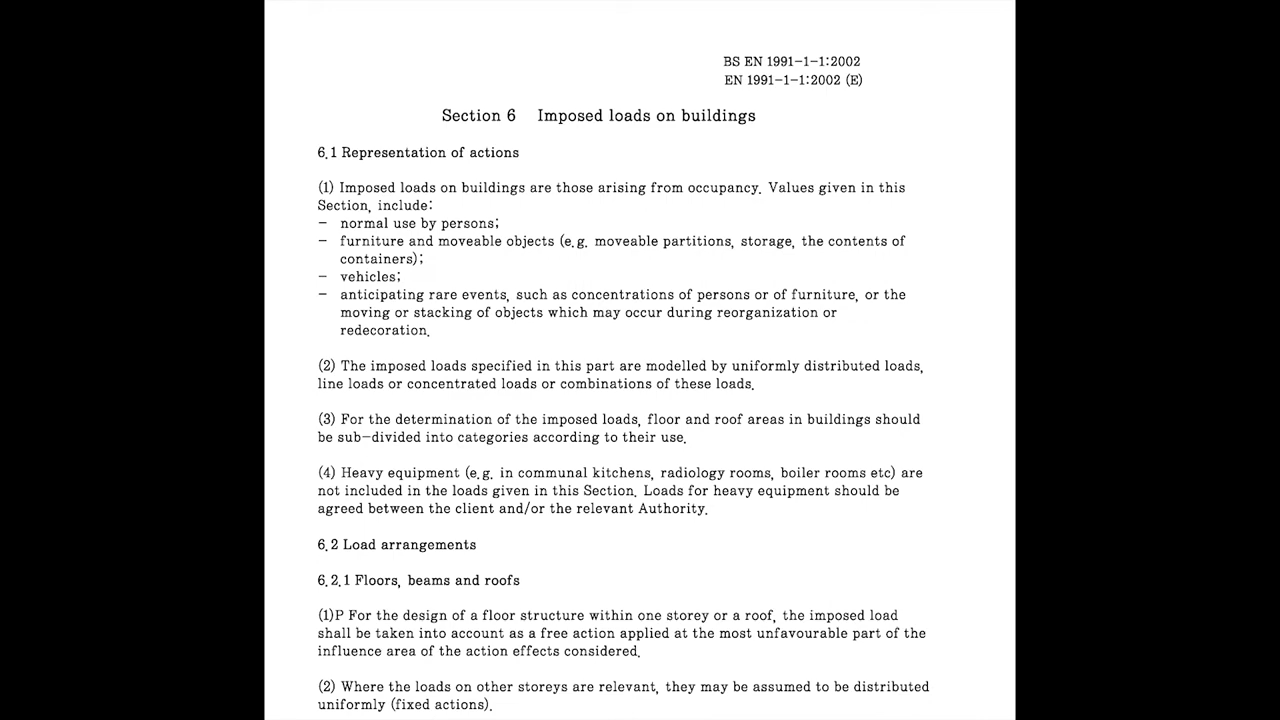 BS EN 1991-1-1:2002
EN 1991-1-1:2002 (E)
Section 6 Imposed loads on buildings
6.1 Representation of actions
(1) Imposed loads on buildings are those arising from occupancy. Values given in this
Section, include:
– normal use by persons;
– furniture and moveable objects (e.g. moveable partitions, storage, the contents of
containers);
– vehicles;
– anticipating rare events, such as concentrations of persons or of furniture, or the
moving or stacking of objects which may occur during reorganization or
redecoration.
(2) The imposed loads specified in this part are modelled by uniformly distributed loads,
line loads or concentrated loads or combinations of these loads.
(3) For the determination of the imposed loads, floor and roof areas in buildings should
be sub-divided into categories according to their use.
(4) Heavy equipment (e.g. in communal kitchens, radiology rooms, boiler rooms etc) are
not included in the loads given in this Section. Loads for heavy equipment should be
agreed between the client and/or the relevant Authority.
6.2 Load arrangements
6.2.1 Floors, beams and roofs
(1)P For the design of a floor structure within one storey or a roof, the imposed load
shall be taken into account as a free action applied at the most unfavourable part of the
influence area of the action effects considered.
(2) Where the loads on other storeys are relevant, they may be assumed to be distributed
uniformly (fixed actions).